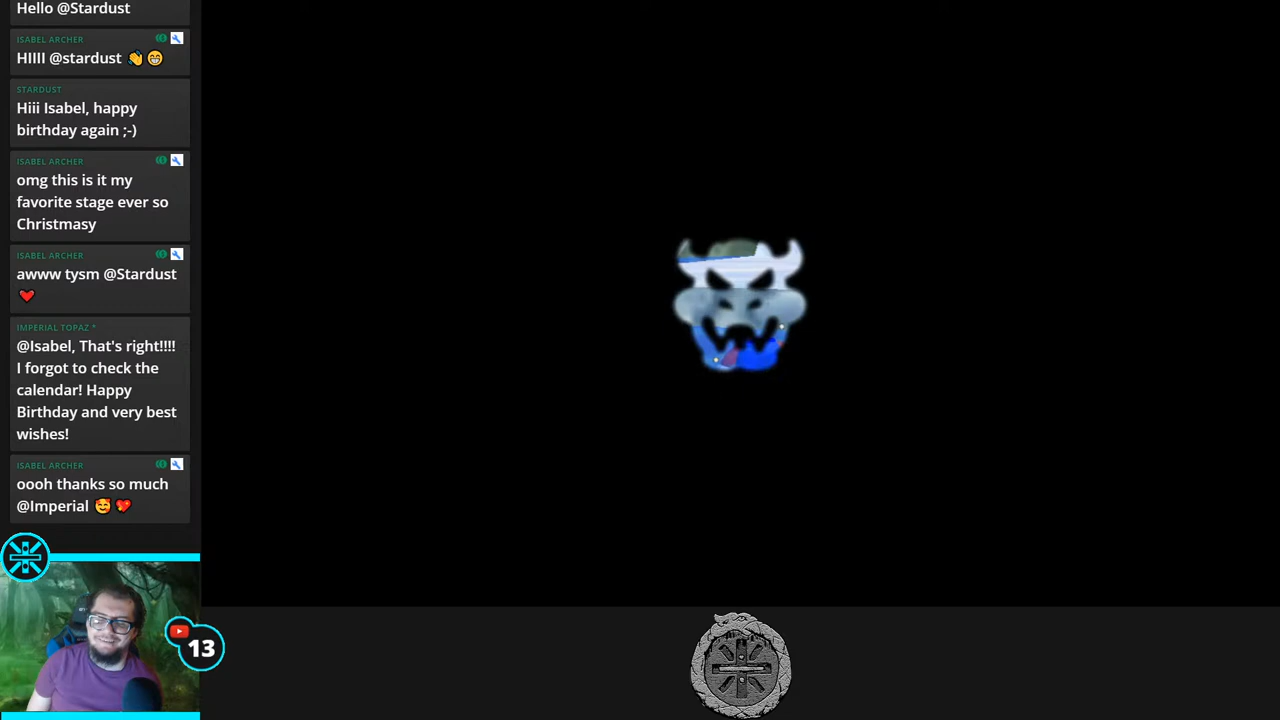 Hello @Stardust
ISABEL ARCHER
HIIII @stardust 👋😁
STARDUST
Hiii Isabel, happy
birthday again ;-)
ISABEL ARCHER
omg this is it my
favorite stage ever so
Christmasy
ISABEL ARCHER
awww tysm @Stardust
❤️
IMPERIAL TOPAZ *
@Isabel, That's right!!!!
I forgot to check the
calendar! Happy
Birthday and very best
wishes!
ISABEL ARCHER
oooh thanks so much
@Imperial 🥰💖
13